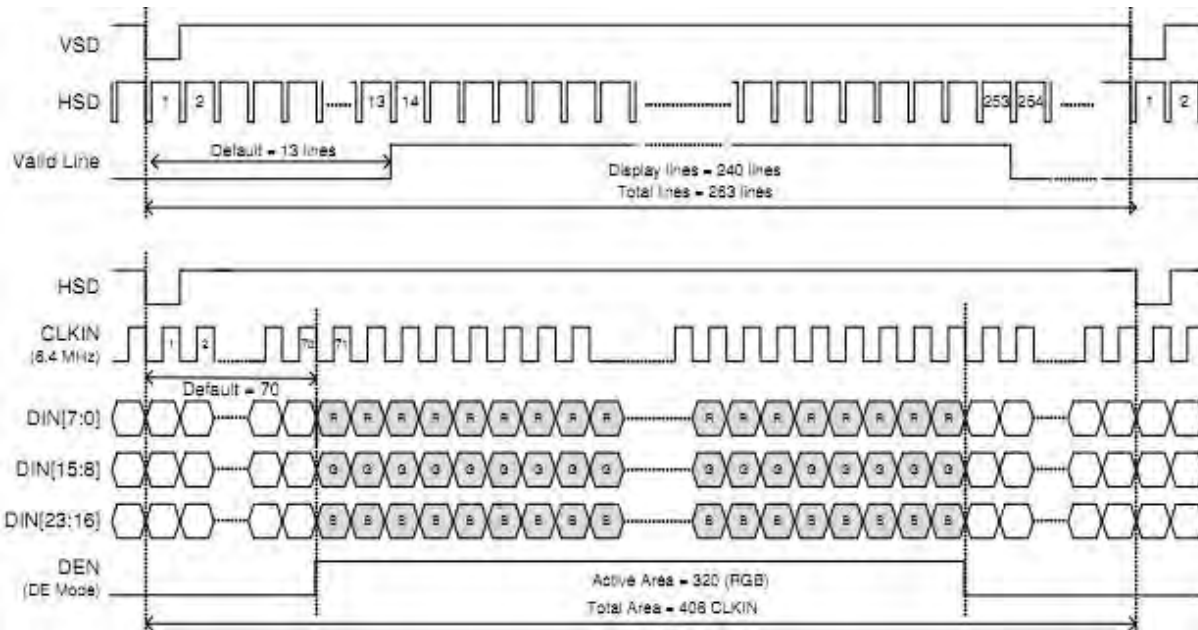 VSD
HSD
1 2 13 14 253 254 1 2
Valid Line
Default = 13 lines
Display lines = 240 lines
Total lines = 263 lines
HSD
CLKIN
(6.4 MHz)
1 2 70 71
Default = 70
DIN[7:0]
R R R R R R R R R R R R R R R R R
DIN[15:8]
G G G G G G G G G G G G G G G G G
DIN[23:16]
B B B B B B B B B B B B B B B B B
DEN
(DE Mode)
Active Area = 320 (RGB)
Total Area = 408 CLKIN